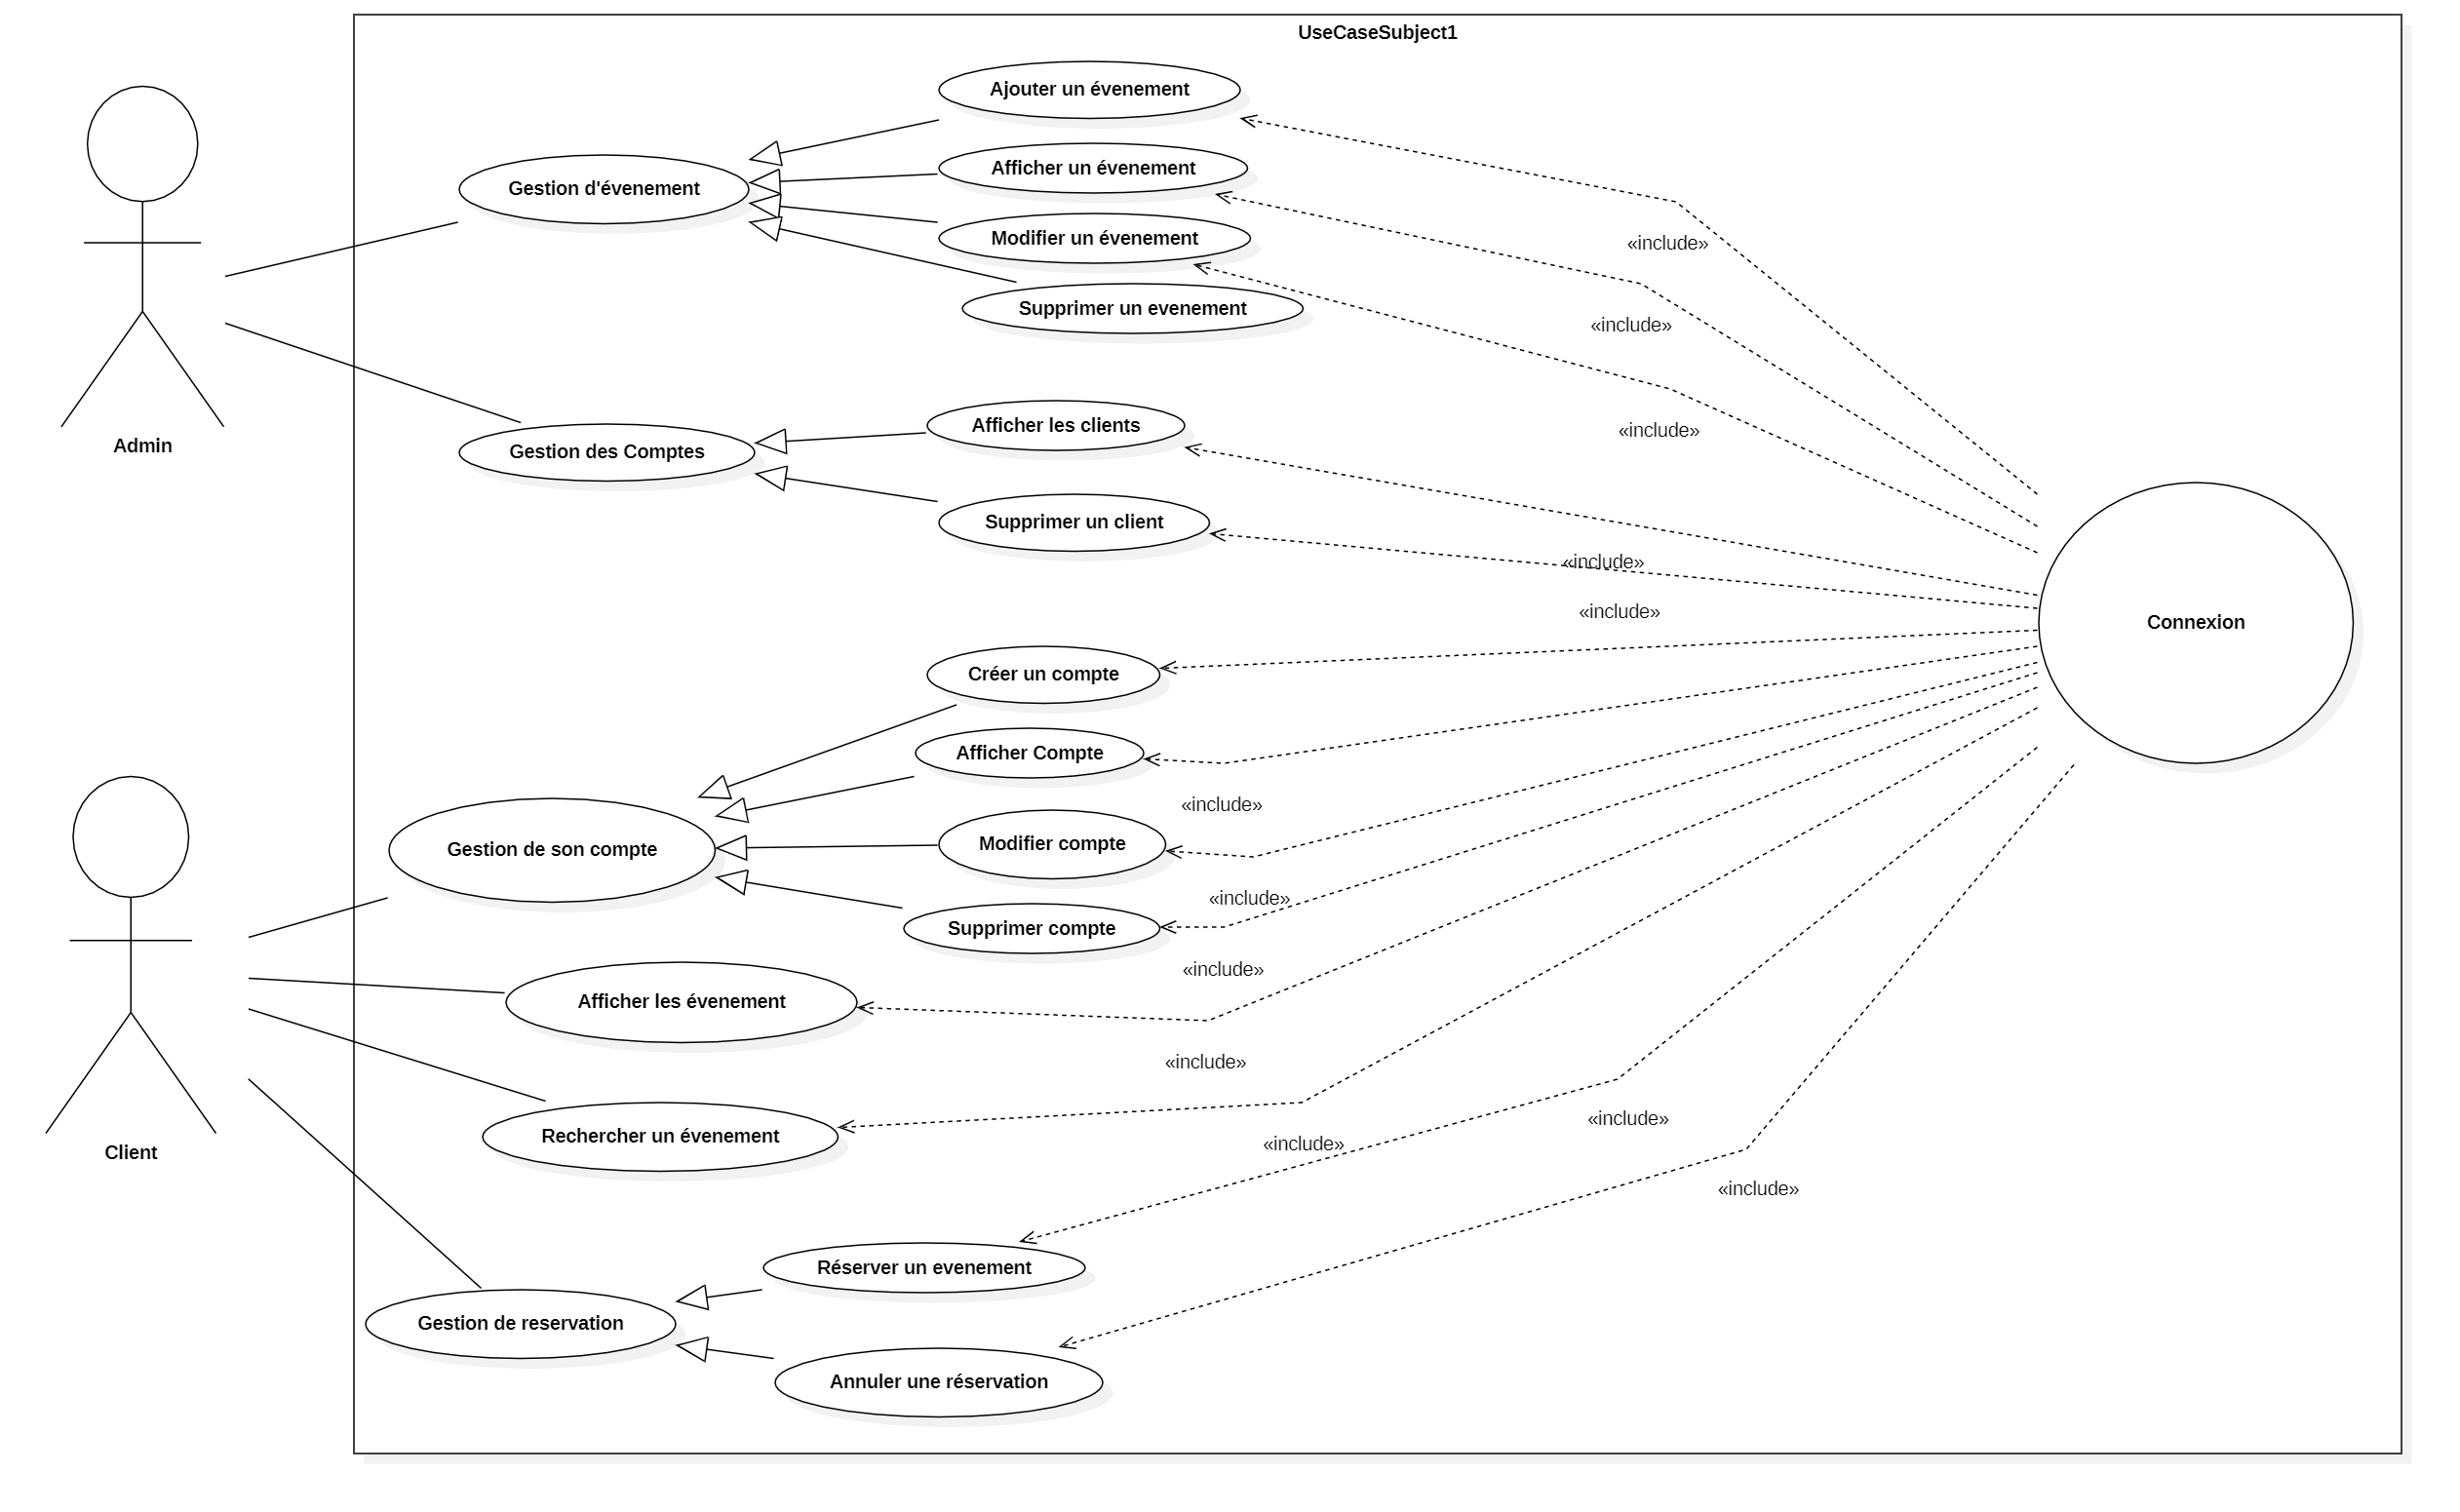 UseCaseSubject1
Ajouter un évenement
Afficher un évenement
Gestion d'évenement
Modifier un évenement
«include»
Supprimer un evenement
«include»
Afficher les clients
«include»
Admin
Gestion des Comptes
Supprimer un client
«include»
«include»
Connexion
Créer un compte
Afficher Compte
«include»
Modifier compte
Gestion de son compte
«include»
Supprimer compte
«include»
Afficher les évenement
«include»
«include»
Rechercher un évenement
«include»
Client
«include»
Réserver un evenement
Gestion de reservation
Annuler une réservation